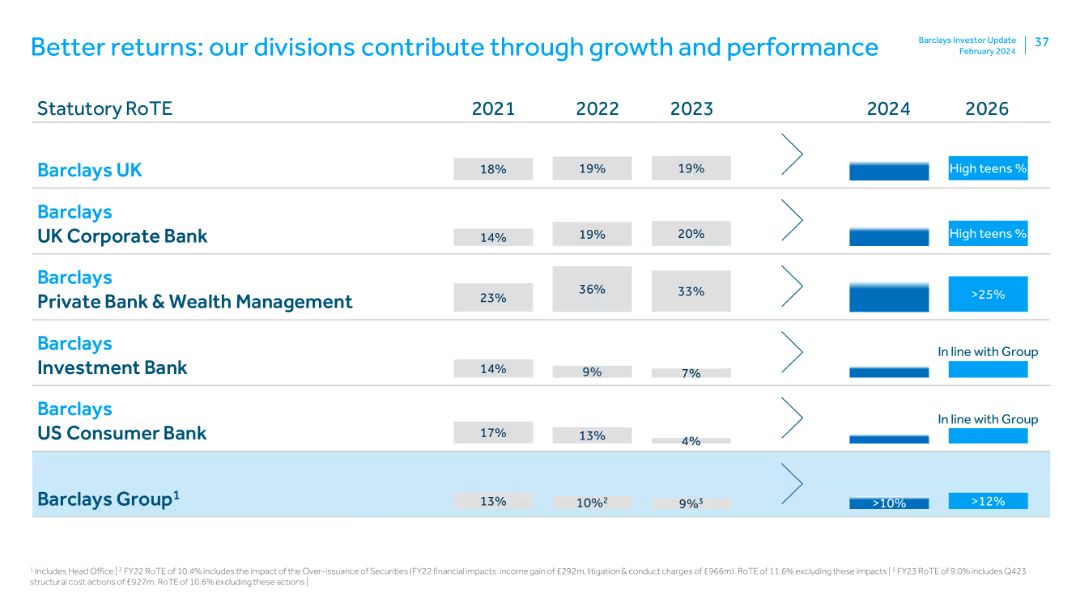 Better returns: our divisions contribute through growth and performance
Barclays Investor Update
February 2024
37
Statutory RoTE 2021 2022 2023 2024 2026
Barclays UK 18% 19% 19% High teens %
Barclays
UK Corporate Bank 14% 19% 20% High teens %
Barclays
Private Bank & Wealth Management 23% 36% 33% >25%
Barclays In line with Group
Investment Bank 14% 9% 7%
Barclays In line with Group
US Consumer Bank 17% 13% 4%
Barclays Group¹ 13% 10%² 9%³ >10% >12%
¹ Includes Head Office | ² FY22 RoTE of 10.4% includes the impact of the Over-issuance of Securities (FY22 financial impacts: income gain of £292m, litigation & conduct charges of £966m). RoTE of 11.6% excluding these impacts | ³ FY23 RoTE of 9.0% includes Q423
structural cost actions of £927m. RoTE of 10.6% excluding these actions |